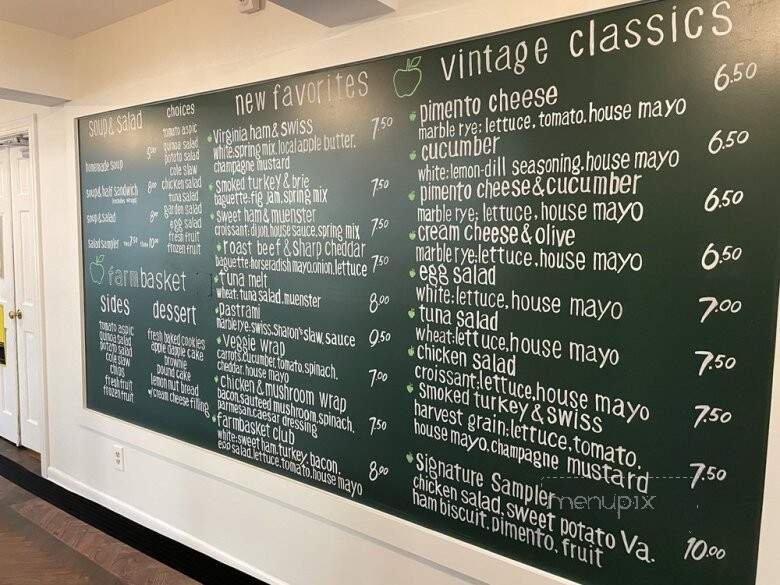 soup & salad
homemade soup 5.00
soup & half sandwich 8.00
soup & salad 8.00
salad sampler two 7.50 three 10.00
choices
tomato aspic
quinoa salad
potato salad
cole slaw
chicken salad
tuna salad
garden salad
egg salad
fresh fruit
frozen fruit
farmbasket
sides
tomato aspic
quinoa salad
potato salad
cole slaw
chips
fresh fruit
frozen fruit
dessert
fresh baked cookies
apple dapple cake
brownie
pound cake
lemon nut bread
w/cream cheese filling
new favorites
Virginia ham & swiss 7.50
white: spring mix, local apple butter,
champagne mustard
smoked turkey & brie 7.50
baguette: fig jam, spring mix
sweet ham & muenster 7.50
croissant: dijon, house sauce, spring mix
roast beef & sharp cheddar 7.50
baguette: horseradish mayo, onion, lettuce
tuna melt 8.00
wheat: tuna salad, muenster
pastrami 9.50
marble rye: swiss, Sharon's slaw, sauce
Veggie wrap 7.00
carrots, cucumber, tomato, spinach,
cheddar, house mayo
chicken & mushroom wrap 7.50
bacon, sauteed mushroom, spinach,
parmesan, caesar dressing
farmbasket club 8.00
white: sweet ham, turkey, bacon,
egg salad, lettuce, tomato, house mayo
vintage classics
pimento cheese 6.50
marble rye: lettuce, tomato, house mayo
cucumber 6.50
white: lemon-dill seasoning, house mayo
pimento cheese & cucumber 6.50
marble rye: lettuce, house mayo
cream cheese & olive 6.50
marble rye: lettuce, house mayo
egg salad 7.00
white: lettuce, house mayo
tuna salad 7.50
wheat: lettuce, house mayo
chicken salad 7.50
croissant: lettuce, house mayo
smoked turkey & swiss 7.50
harvest grain: lettuce, tomato,
house mayo, champagne mustard
signature Sampler 10.00
chicken salad, sweet potato Va.
ham biscuit, pimento, fruit
menupix